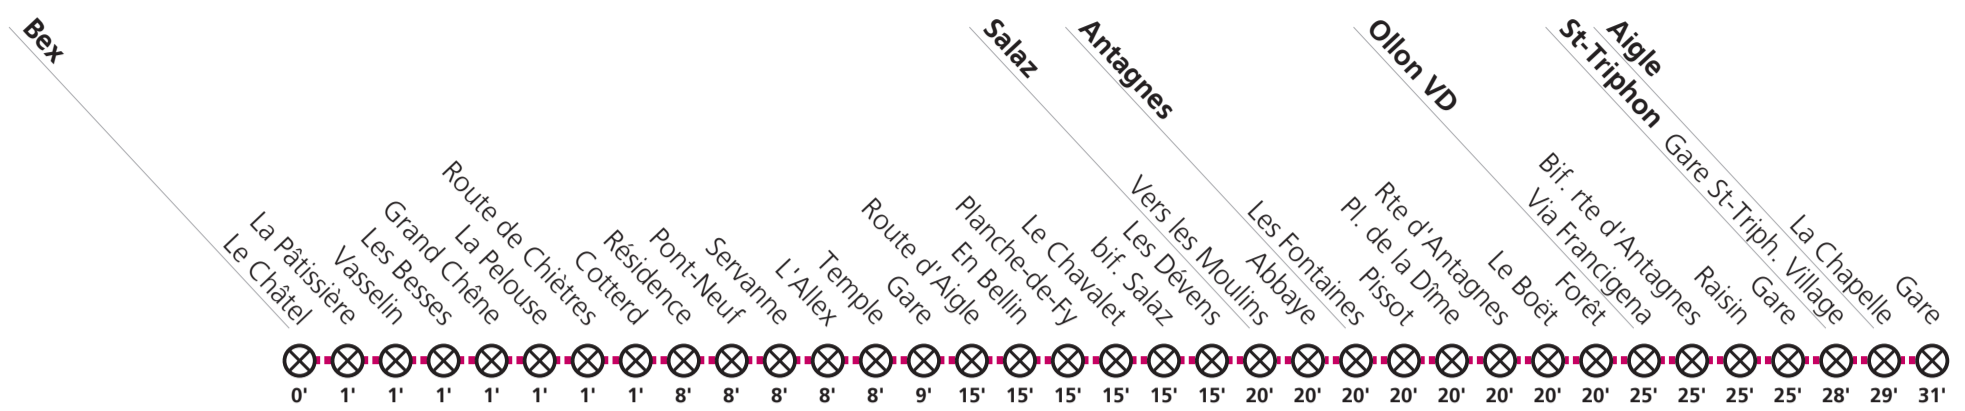 Bex
Le Châtel
La Pâtissière
Vasselin
Les Besses
Grand Chêne
La Pelouse
Route de Chiètres
Cotterd
Résidence
Pont-Neuf
Servanne
L'Allex
Temple
Gare
Route d'Aigle
En Bellin
Planche-de-Fy
Le Chavalet
bif. Salaz
Les Dévens
Salaz
Vers les Moulins
Abbaye
Antagnes
Les Fontaines
Pissot
Pl. de la Dîme
Rte d'Antagnes
Le Boët
Forêt
Ollon VD
Via Francigena
Bif. rte d'Antagnes
Raisin
Gare
St-Triphon
Gare St-Triph. Village
Aigle
La Chapelle
Gare
0' 1' 1' 1' 1' 1' 1' 1' 8' 8' 8' 8' 8' 9' 15' 15' 15' 15' 15' 15' 20' 20' 20' 20' 20' 20' 20' 20' 25' 25' 25' 25' 28' 29' 31'